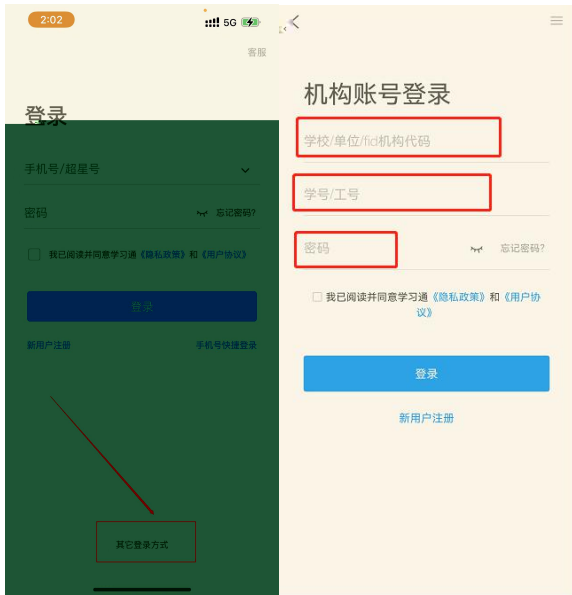 2:02
5G
客服
登录
手机号/超星号
密码
忘记密码?
我已阅读并同意学习通《隐私政策》和《用户协议》
登录
新用户注册
手机号快捷登录
其它登录方式
机构账号登录
学校/单位/fid机构代码
学号/工号
密码
忘记密码?
我已阅读并同意学习通《隐私政策》和《用户协
议》
登录
新用户注册